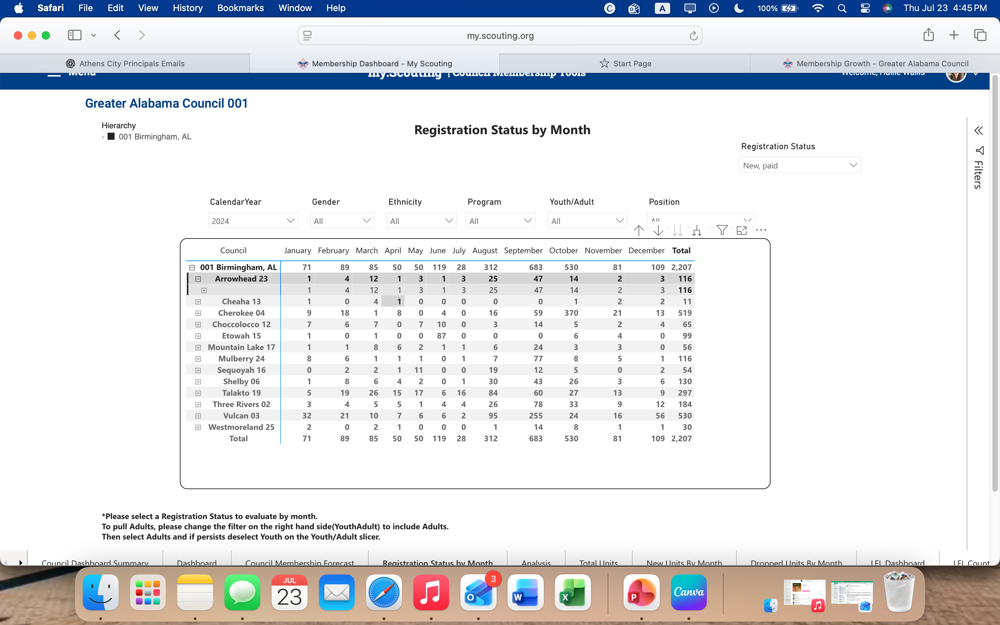 Safari File Edit View History Bookmarks Window Help A 100% Thu Jul 23 4:45 PM
my.scouting.org
Athens City Principals Emails Membership Dashboard - My Scouting Start Page Membership Growth - Greater Alabama Council
Menu my.Scouting | Council Membership Tools Welcome, Hallie Wallis
Greater Alabama Council 001
Hierarchy
001 Birmingham, AL
Registration Status by Month
Registration Status
New, paid
Filters
CalendarYear Gender Ethnicity Program Youth/Adult Position
2024 All All All All All
Council January February March April May June July August September October November December Total
001 Birmingham, AL 71 89 85 50 50 119 28 312 683 530 81 109 2,207
Arrowhead 23 1 4 12 1 3 1 3 25 47 14 2 3 116
1 4 12 1 3 1 3 25 47 14 2 3 116
Cheaha 13 1 0 4 1 0 0 0 0 0 1 2 2 11
Cherokee 04 9 18 1 8 0 4 0 16 59 370 21 13 519
Choccolocco 12 7 6 7 0 7 10 0 3 14 5 2 4 65
Etowah 15 1 0 1 0 0 87 0 0 0 6 4 0 99
Mountain Lake 17 1 1 8 6 2 1 1 6 24 3 3 0 56
Mulberry 24 8 6 1 1 1 0 1 7 77 8 5 1 116
Sequoyah 16 0 2 2 1 11 0 0 19 12 5 0 2 54
Shelby 06 1 8 6 4 2 0 1 30 43 26 3 6 130
Talakto 19 5 19 26 15 17 6 16 84 60 27 13 9 297
Three Rivers 02 3 4 5 5 1 4 4 26 78 33 9 12 184
Vulcan 03 32 21 10 7 6 6 2 95 255 24 16 56 530
Westmoreland 25 2 0 2 1 0 0 0 1 14 8 1 1 30
Total 71 89 85 50 50 119 28 312 683 530 81 109 2,207
*Please select a Registration Status to evaluate by month.
To pull Adults, please change the filter on the right hand side(YouthAdult) to include Adults.
Then select Adults and if persists deselect Youth on the Youth/Adult slicer.
Council Dashboard Summary Dashboard Council Membership Forecast Registration Status by Month Analysis Total Units New Units By Month Dropped Units By Month LFL Dashboard LFL Count
JUL
23
3
O
W
X
P
Canva